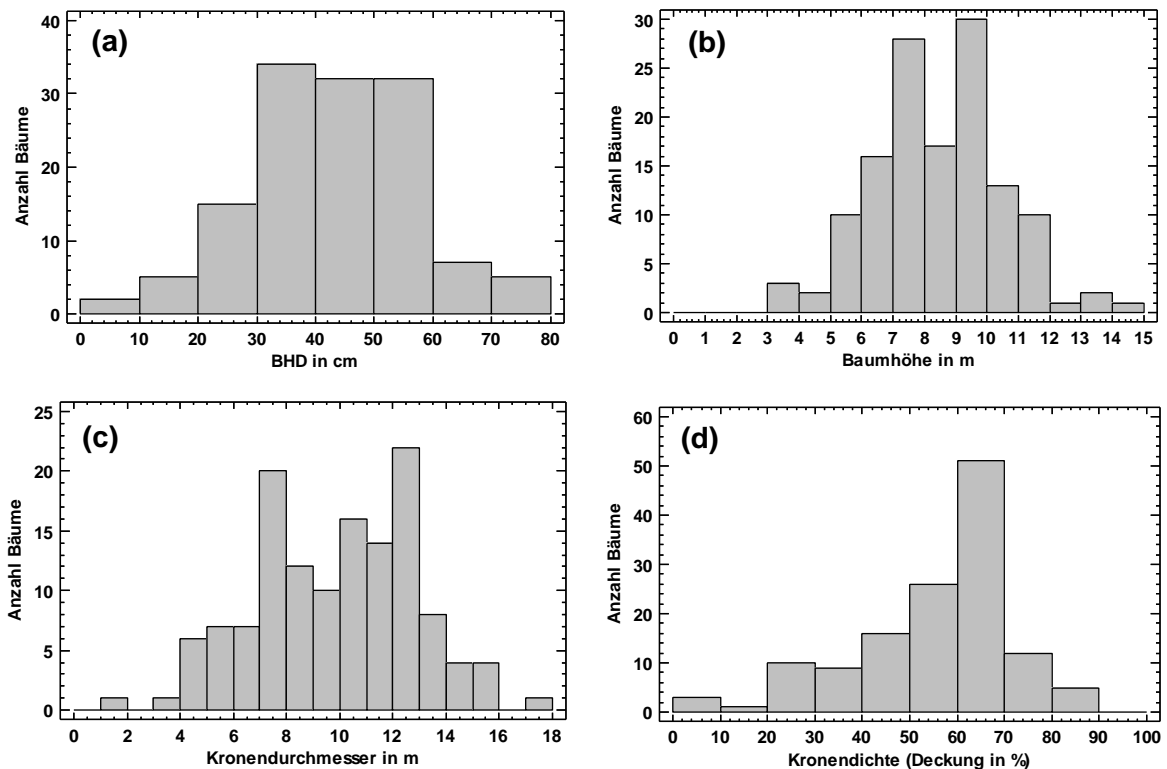 (a)
Anzahl Bäume
40
30
20
10
0
0 10 20 30 40 50 60 70 80
BHD in cm
(b)
Anzahl Bäume
30
25
20
15
10
5
0
0 1 2 3 4 5 6 7 8 9 10 11 12 13 14 15
Baumhöhe in m
(c)
Anzahl Bäume
25
20
15
10
5
0
0 2 4 6 8 10 12 14 16 18
Kronendurchmesser in m
(d)
Anzahl Bäume
60
50
40
30
20
10
0
0 10 20 30 40 50 60 70 80 90 100
Kronendichte (Deckung in %)